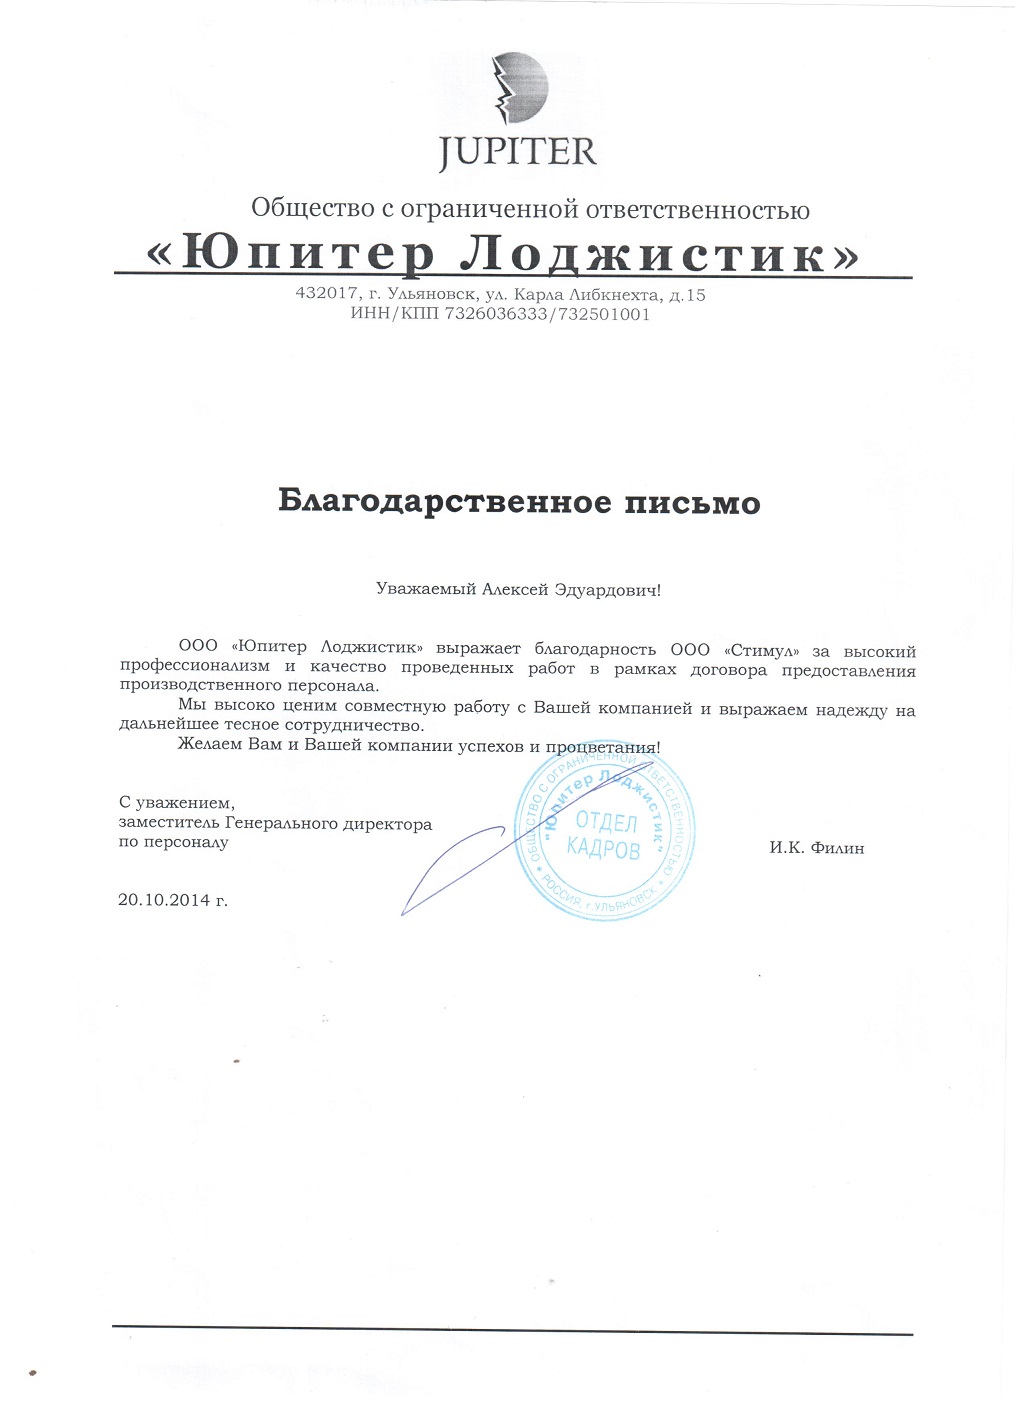 JUPITER
Общество с ограниченной ответственностью
«Юпитер Лоджистик»
432017, г. Ульяновск, ул. Карла Либкнехта, д.15
ИНН/КПП 7326036333/732501001
Благодарственное письмо
Уважаемый Алексей Эдуардович!
ООО «Юпитер Лоджистик» выражает благодарность ООО «Стимул» за высокий
профессионализм и качество проведенных работ в рамках договора предоставления
производственного персонала.
Мы высоко ценим совместную работу с Вашей компанией и выражаем надежду на
дальнейшее тесное сотрудничество.
Желаем Вам и Вашей компании успехов и процветания!
С уважением,
заместитель Генерального директора
по персоналу
И.К. Филин
20.10.2014 г.
ОБЩЕСТВО С ОГРАНИЧЕННОЙ ОТВЕТСТВЕННОСТЬЮ
"Юпитер Лоджистик"
ОТДЕЛ
КАДРОВ
РОССИЯ, г.УЛЬЯНОВСК